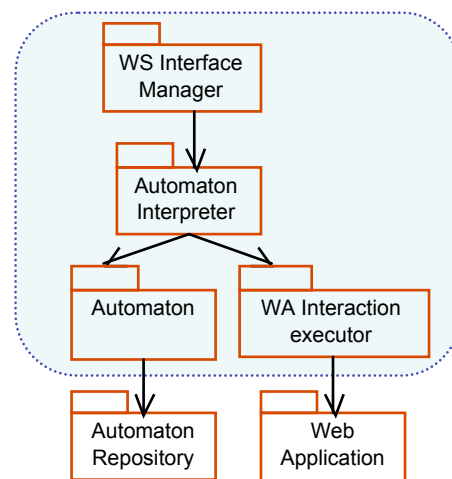 WS Interface
Manager
Automaton
Interpreter
Automaton
WA Interaction
executor
Automaton
Repository
Web
Application